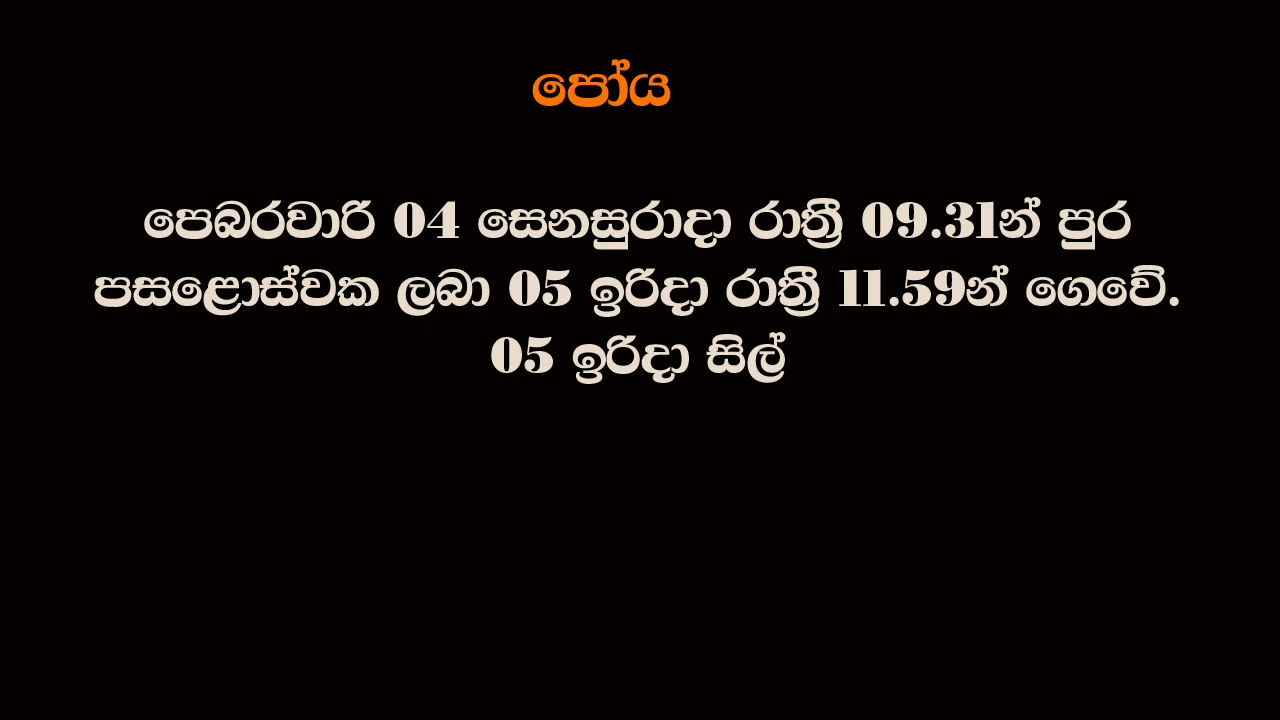 පෝය
පෙබරවාරි 04 සෙනසුරාදා රාත්‍රී 09.31න් පුර
පසළොස්වක ලබා 05 ඉරිදා රාත්‍රී 11.59න් ගෙවේ.
05 ඉරිදා සිල්